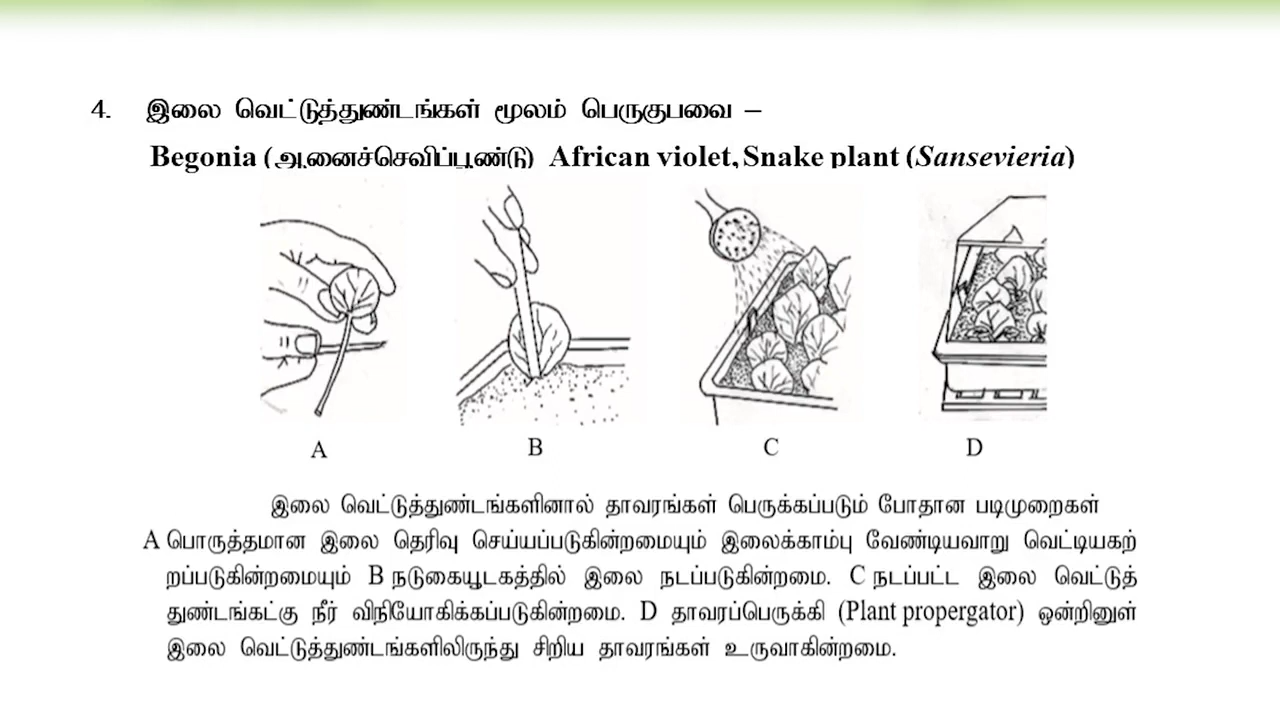 4. இலை வெட்டுத்துண்டங்கள் மூலம் பெருகுபவை –
Begonia (ஆனைச்செவிப்பூண்டு) African violet, Snake plant (Sansevieria)
A B C D
இலை வெட்டுத்துண்டங்களினால் தாவரங்கள் பெருக்கப்படும் போதான படிமுறைகள்
A பொருத்தமான இலை தெரிவு செய்யப்படுகின்றமையும் இலைக்காம்பு வேண்டியவாறு வெட்டியகற்
றப்படுகின்றமையும் B நடுகையூடகத்தில் இலை நடப்படுகின்றமை. C நடப்பட்ட இலை வெட்டுத்
துண்டங்கட்கு நீர் விநியோகிக்கப்படுகின்றமை. D தாவரப்பெருக்கி (Plant propergator) ஒன்றினுள்
இலை வெட்டுத்துண்டங்களிலிருந்து சிறிய தாவரங்கள் உருவாகின்றமை.